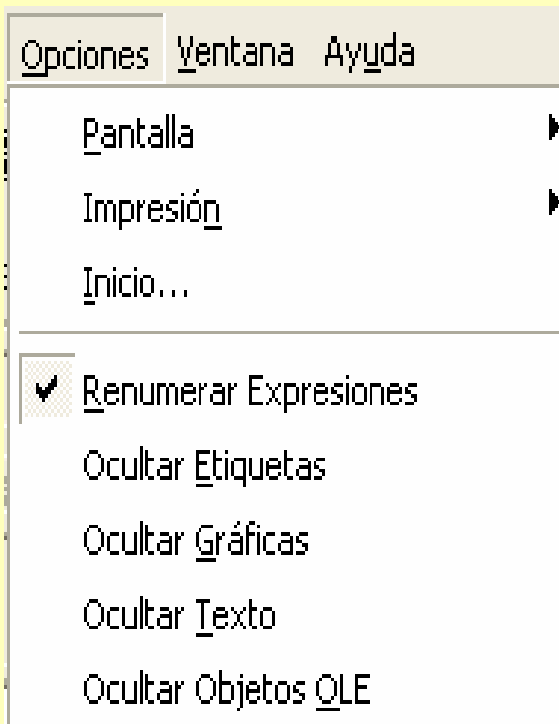 Opciones Ventana Ayuda
Pantalla
Impresión
Inicio...
Renumerar Expresiones
Ocultar Etiquetas
Ocultar Gráficas
Ocultar Texto
Ocultar Objetos OLE